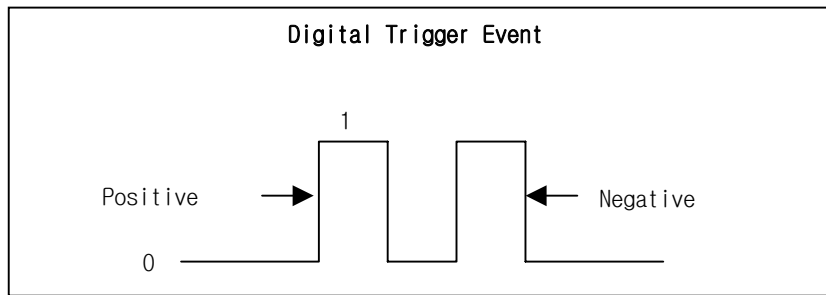 Digital Trigger Event
1
Positive
Negative
0